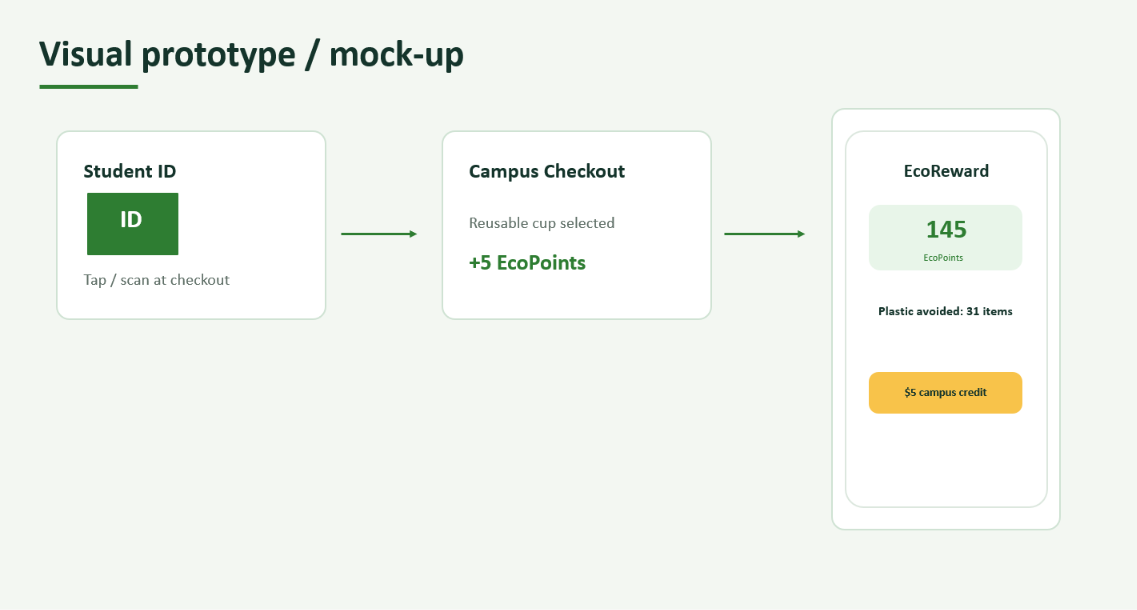 Visual prototype / mock-up
Student ID
ID
Tap / scan at checkout
Campus Checkout
Reusable cup selected
+5 EcoPoints
EcoReward
145
EcoPoints
Plastic avoided: 31 items
$5 campus credit